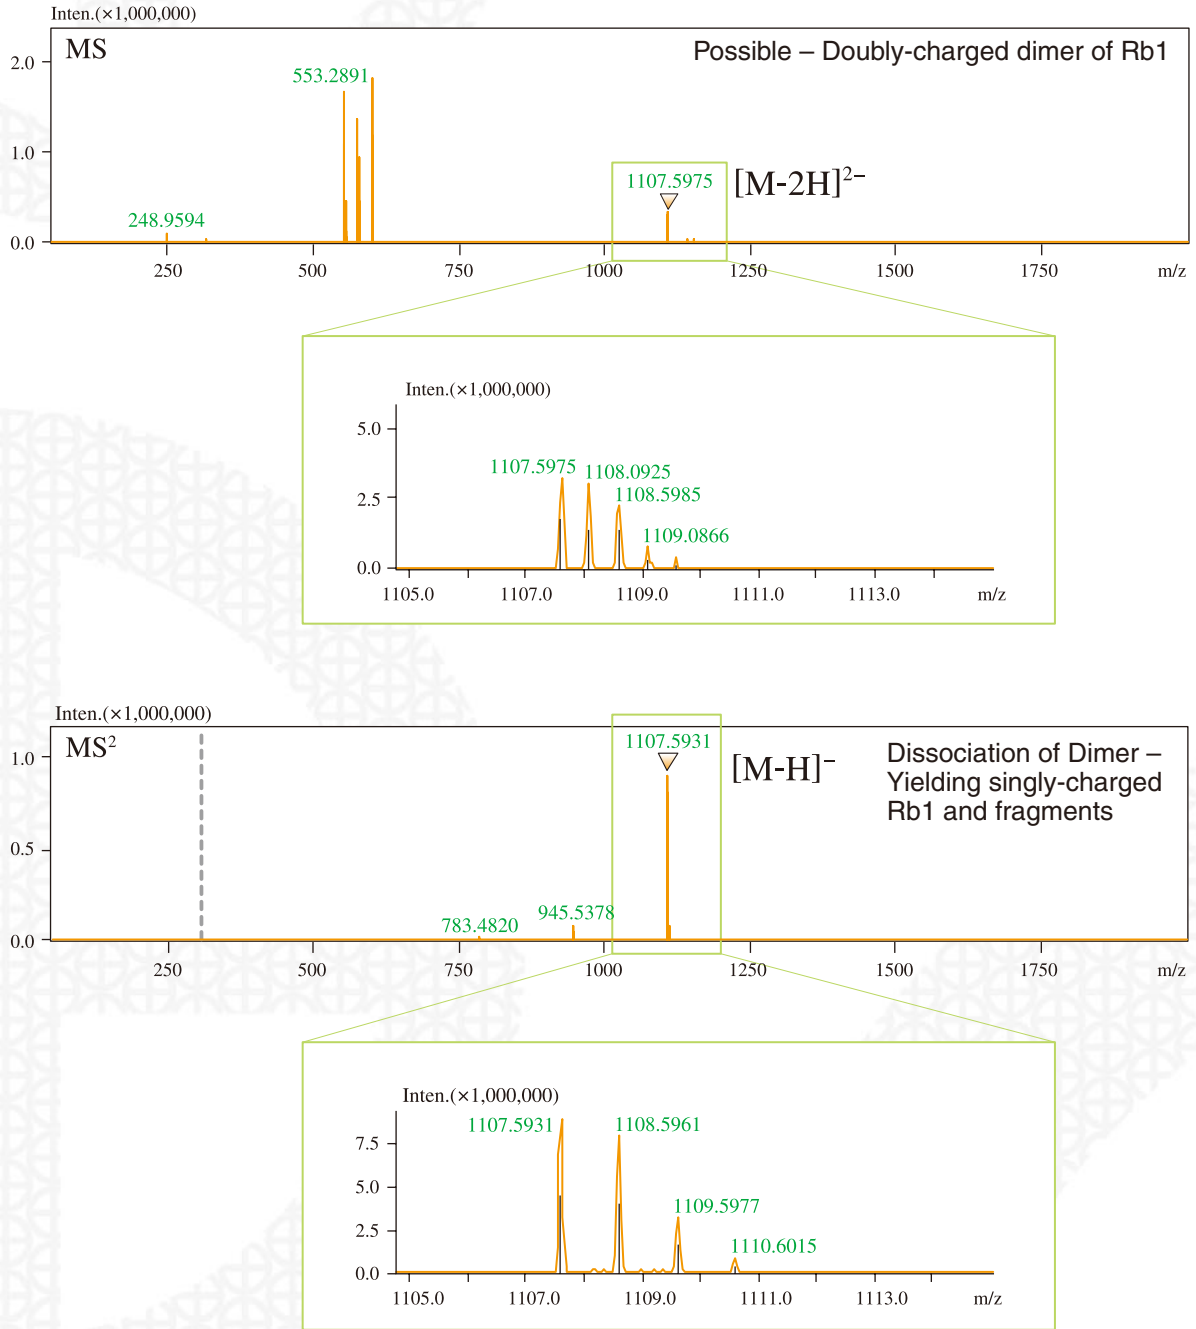 Inten.(×1,000,000)
MS
Possible – Doubly-charged dimer of Rb1
2.0
553.2891
1.0
1107.5975
[M-2H]²⁻
248.9594
0.0
250 500 750 1000 1250 1500 1750 m/z
Inten.(×1,000,000)
5.0
1107.5975
1108.0925
2.5
1108.5985
1109.0866
0.0
1105.0 1107.0 1109.0 1111.0 1113.0 m/z
Inten.(×1,000,000)
MS²
1107.5931
[M-H]⁻
Dissociation of Dimer –
Yielding singly-charged
Rb1 and fragments
1.0
0.5
945.5378
783.4820
0.0
250 500 750 1000 1250 1500 1750 m/z
Inten.(×1,000,000)
1107.5931
1108.5961
7.5
5.0
1109.5977
2.5
1110.6015
0.0
1105.0 1107.0 1109.0 1111.0 1113.0 m/z